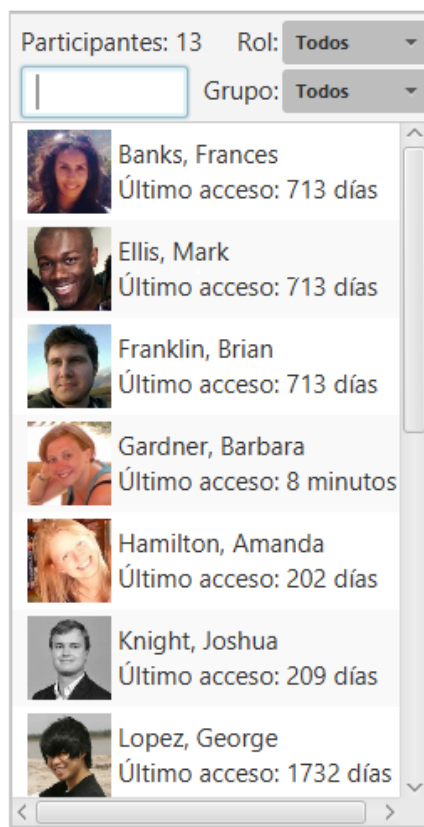 Participantes: 13 Rol: Todos
Grupo: Todos
Banks, Frances
Último acceso: 713 días
Ellis, Mark
Último acceso: 713 días
Franklin, Brian
Último acceso: 713 días
Gardner, Barbara
Último acceso: 8 minutos
Hamilton, Amanda
Último acceso: 202 días
Knight, Joshua
Último acceso: 209 días
Lopez, George
Último acceso: 1732 días